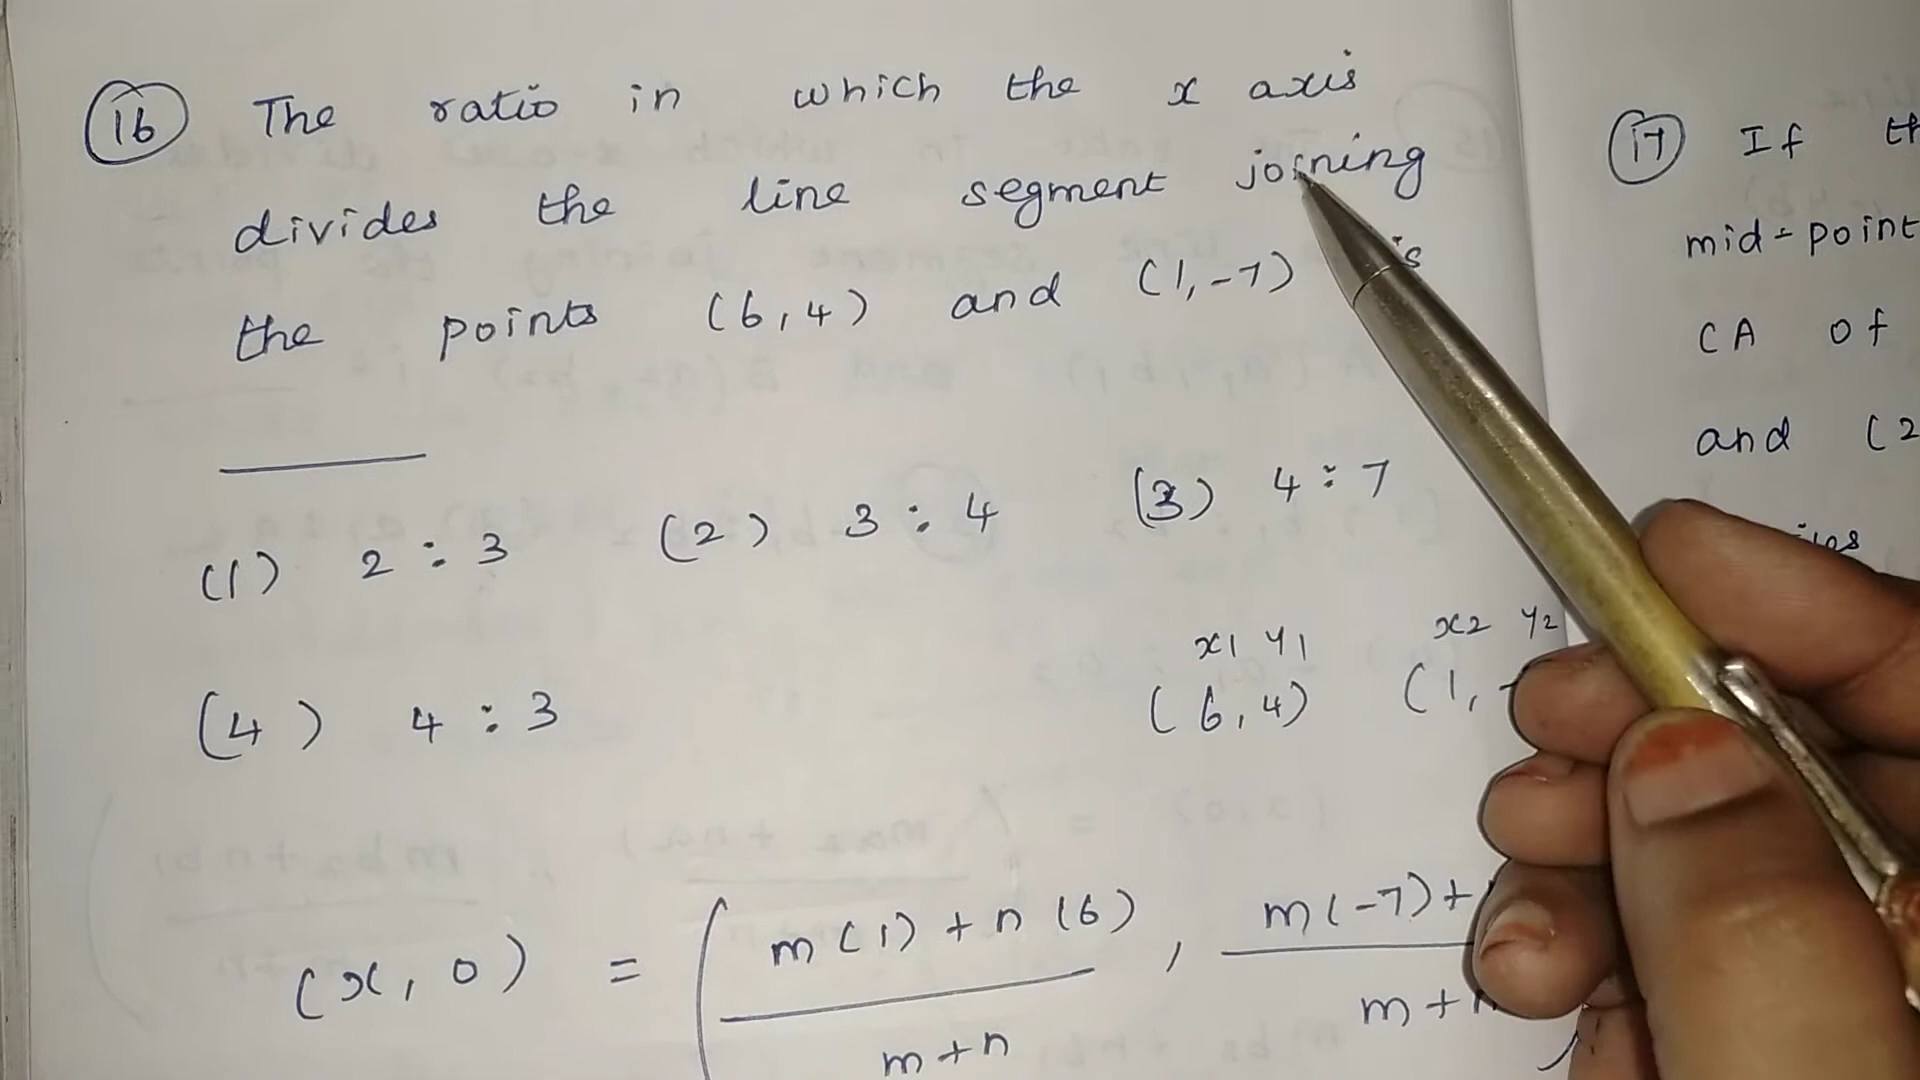 (16) The ratio in which the x axis
divides the line segment joining
the points (6,4) and (1,-7) is
(1) 2 : 3 (2) 3 : 4 (3) 4 : 7
x1 y1 x2 y2
(4) 4 : 3 (6,4) (1,-
(x, 0) = ( m(1) + n(6) / m+n , m(-7)+ / m+
(17) If th
mid-point
CA of
and (2